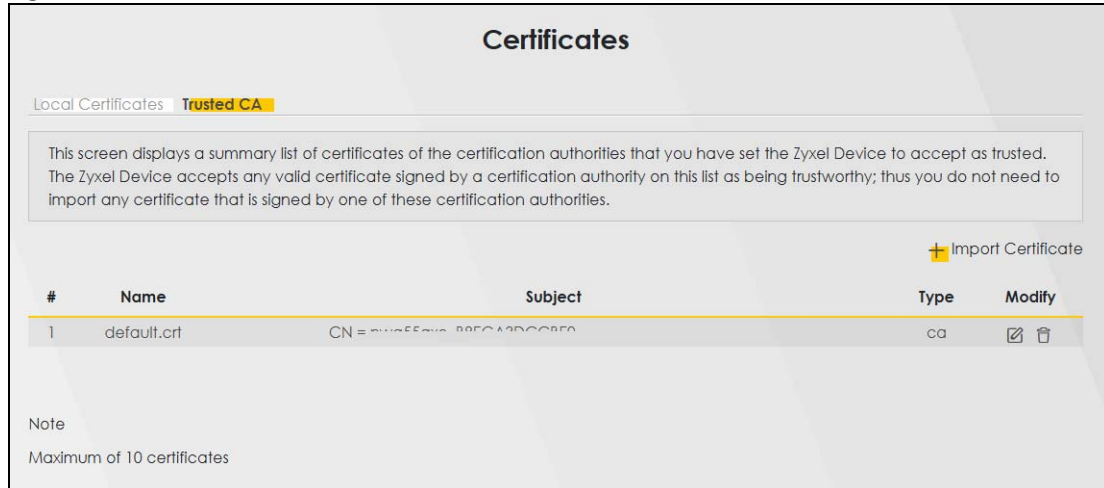 Certificates
Local Certificates Trusted CA
This screen displays a summary list of certificates of the certification authorities that you have set the Zyxel Device to accept as trusted.
The Zyxel Device accepts any valid certificate signed by a certification authority on this list as being trustworthy; thus you do not need to
import any certificate that is signed by one of these certification authorities.
+ Import Certificate
# Name Subject Type Modify
1 default.crt CN = ca
Note
Maximum of 10 certificates